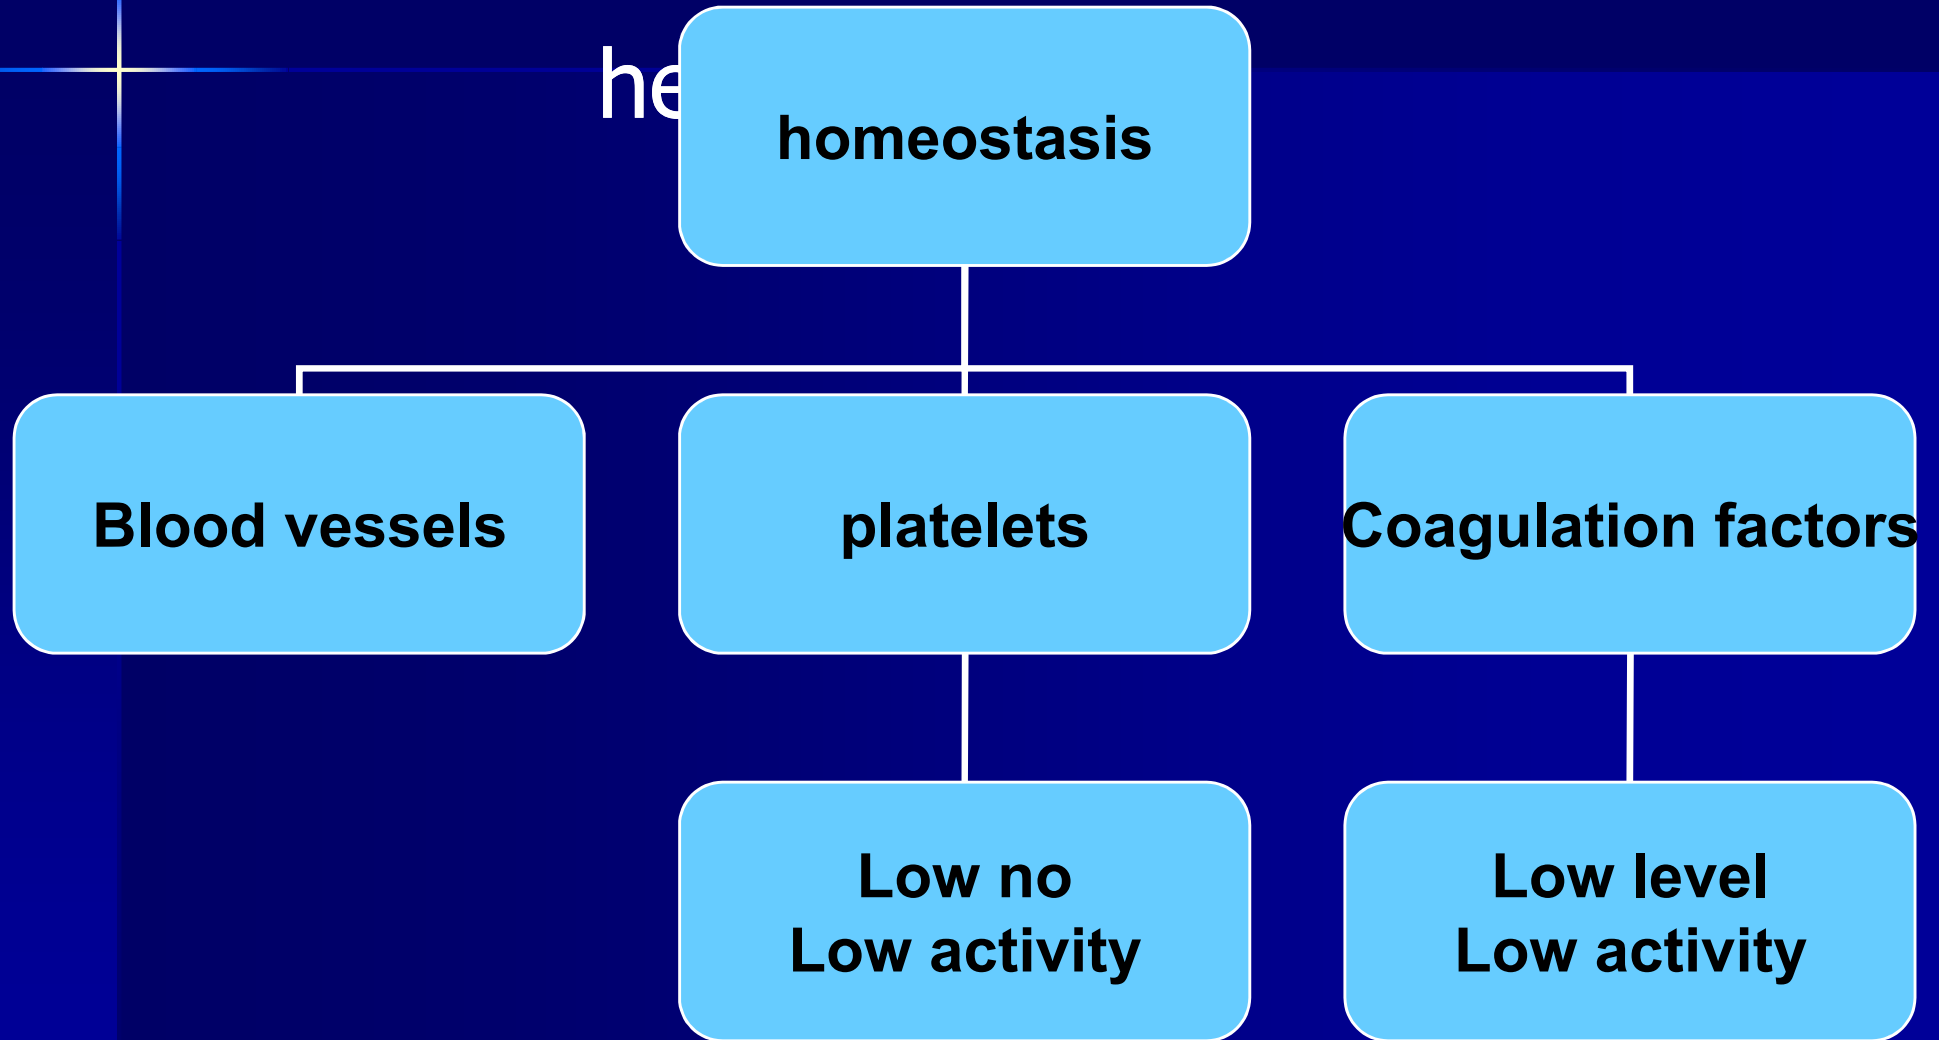 he
homeostasis
Blood vessels
platelets
Coagulation factors
Low no
Low activity
Low level
Low activity